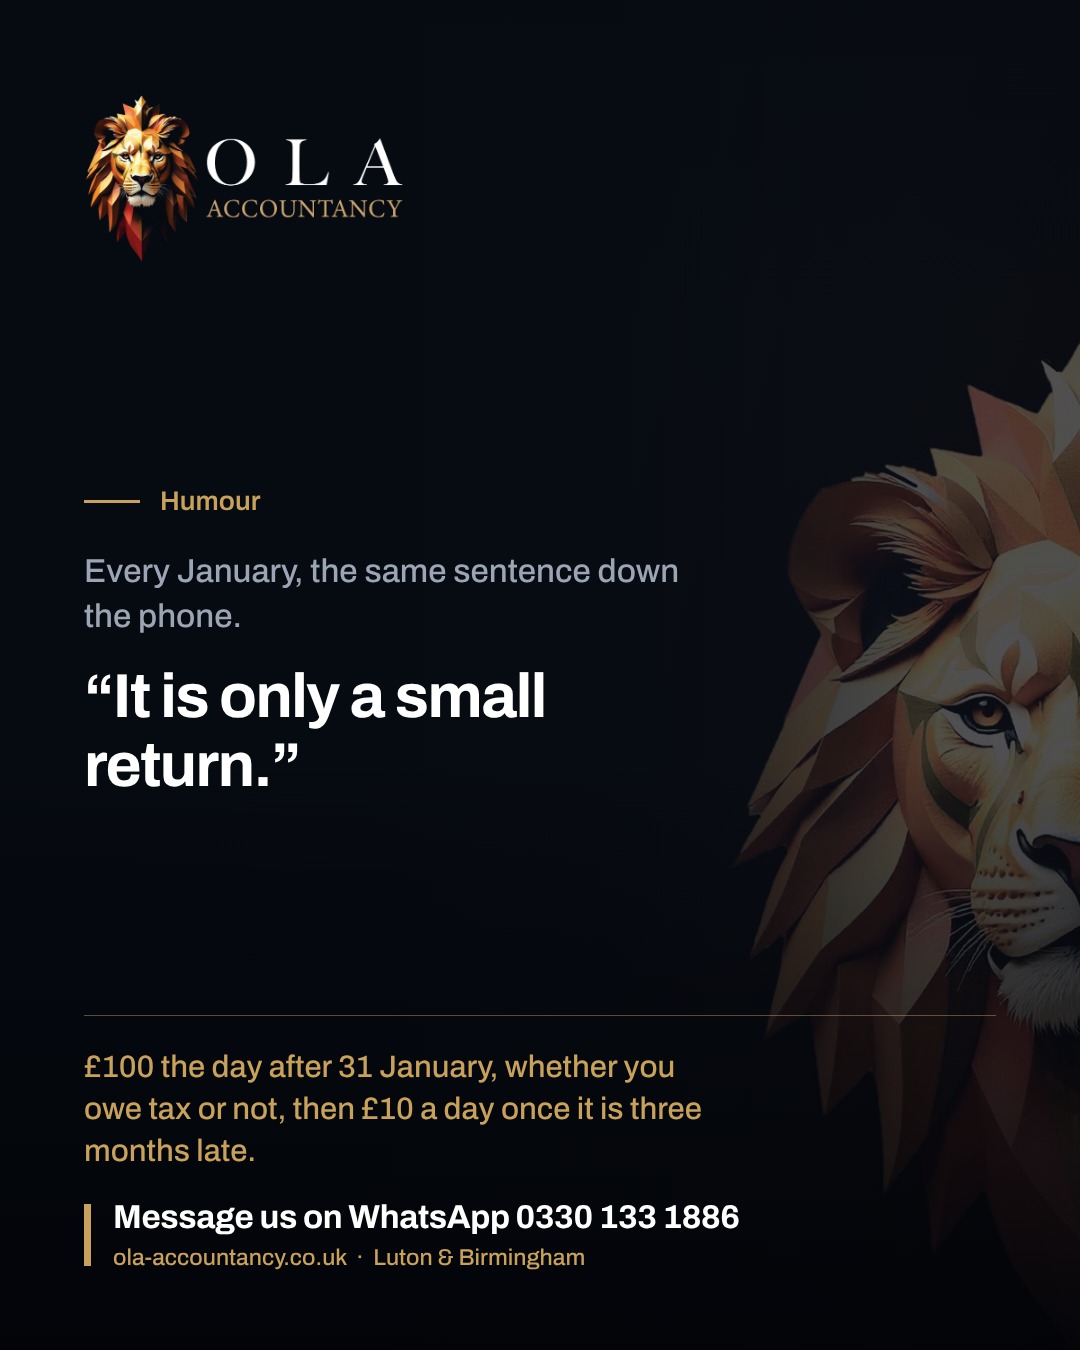 OLA
ACCOUNTANCY
Humour
Every January, the same sentence down
the phone.
“It is only a small
return.”
£100 the day after 31 January, whether you
owe tax or not, then £10 a day once it is three
months late.
Message us on WhatsApp 0330 133 1886
ola-accountancy.co.uk · Luton & Birmingham